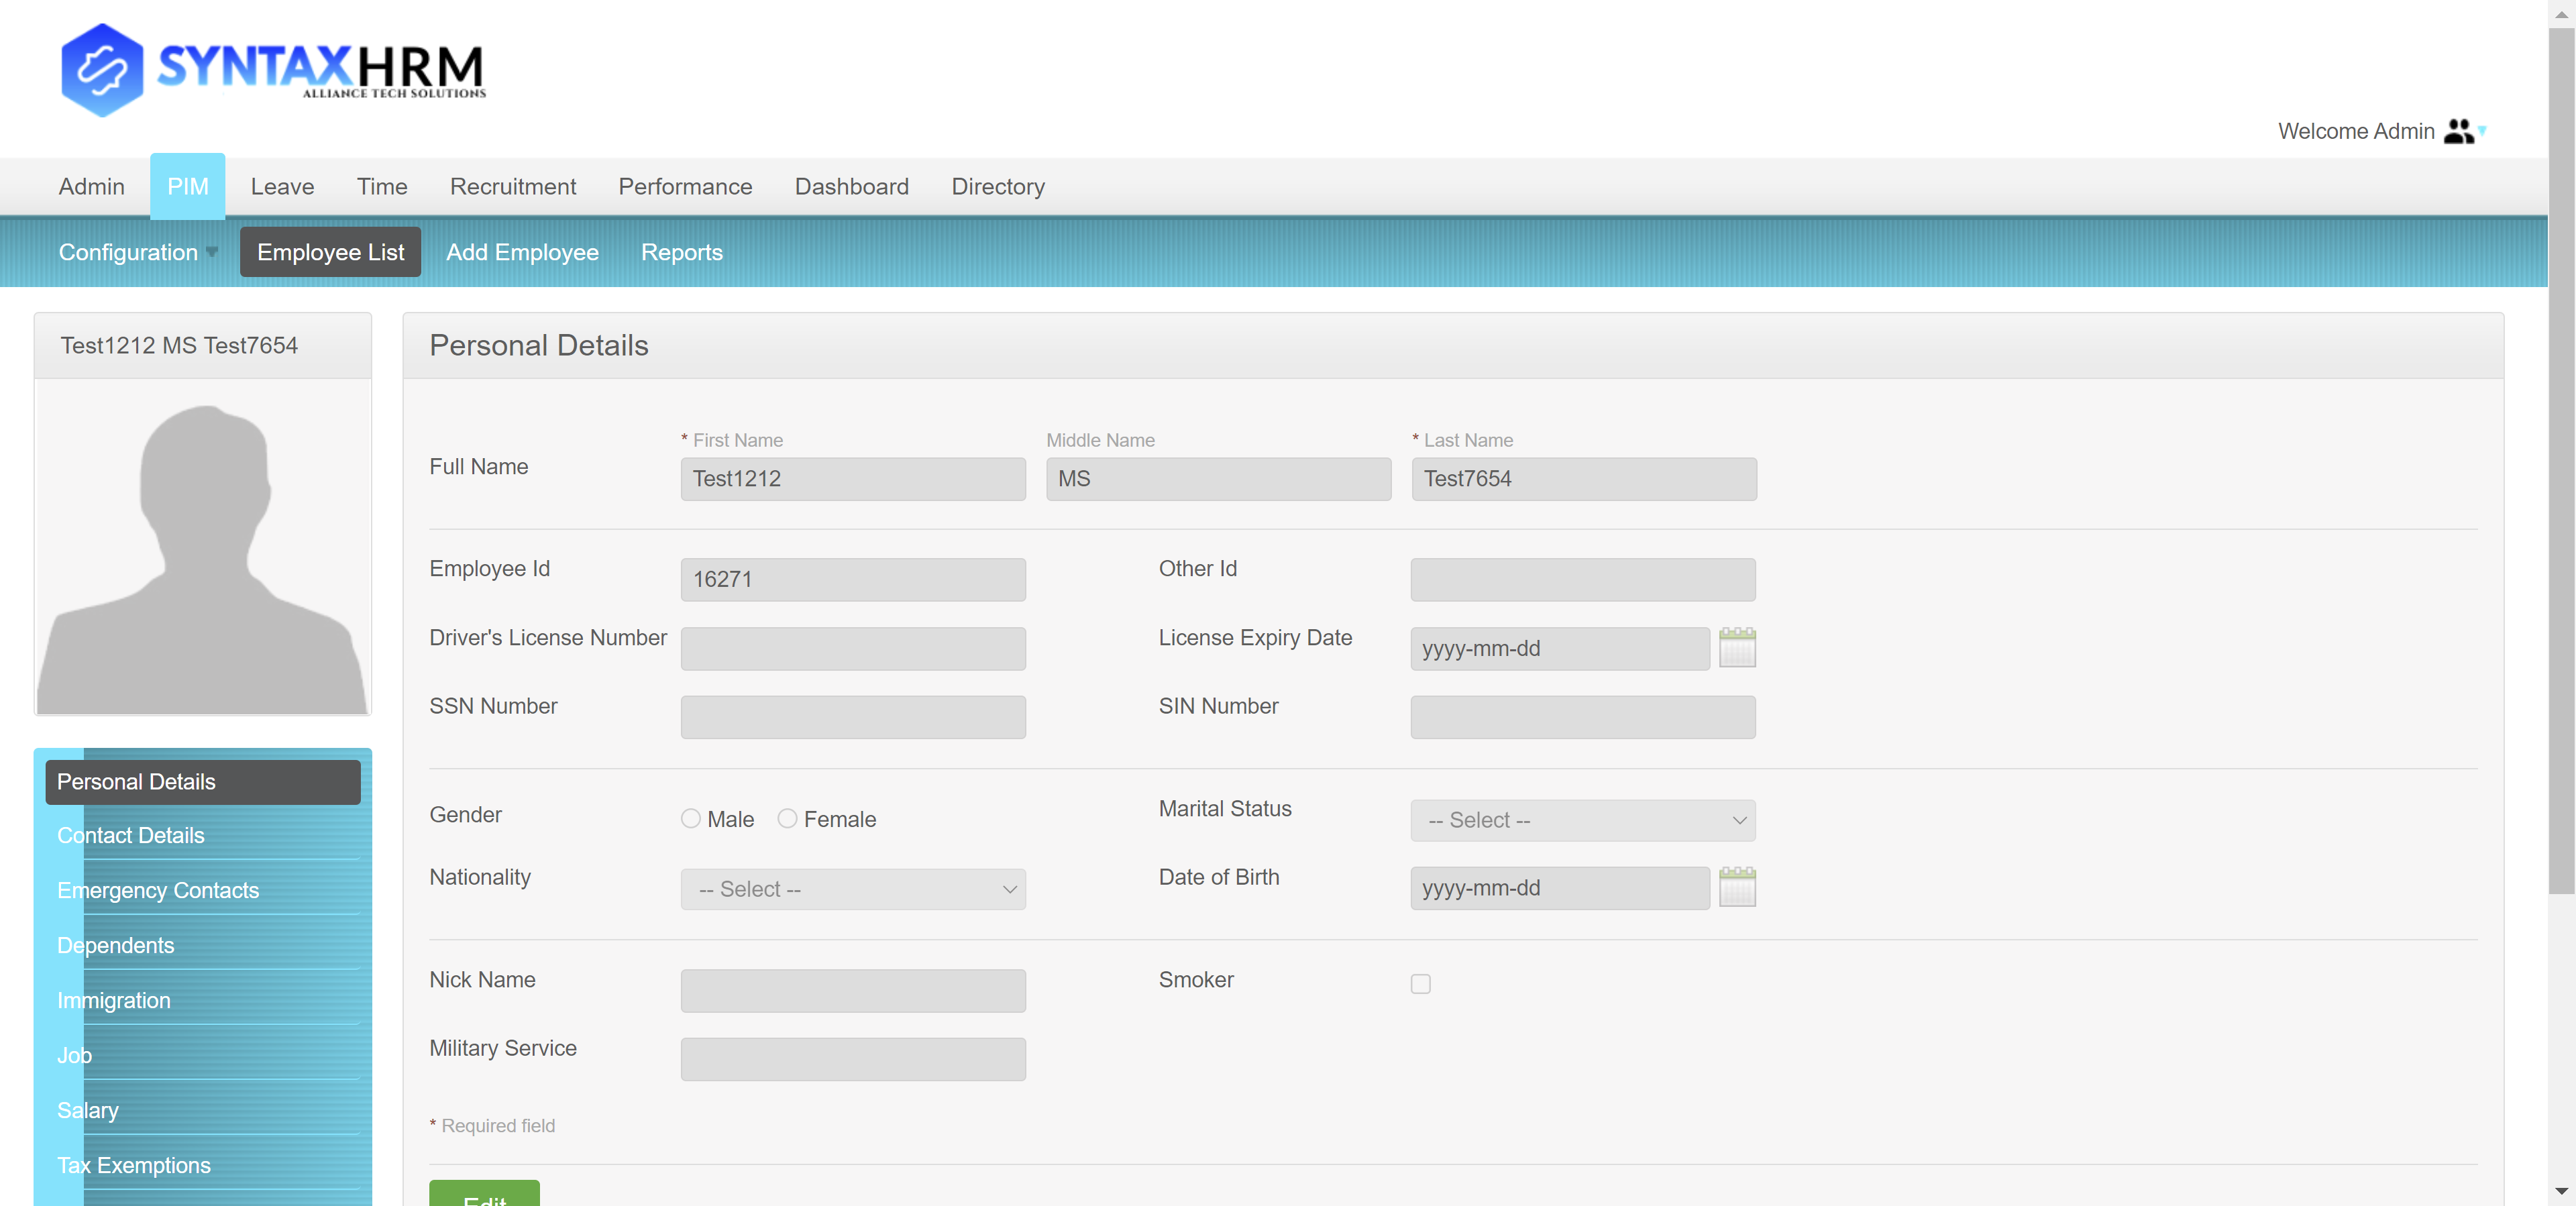 SYNTAXHRM
ALLIANCE TECH SOLUTIONS
Welcome Admin
Admin PIM Leave Time Recruitment Performance Dashboard Directory
Configuration Employee List Add Employee Reports
Test1212 MS Test7654
Personal Details
* First Name Middle Name * Last Name
Full Name Test1212 MS Test7654
Employee Id 16271 Other Id
Driver's License Number License Expiry Date yyyy-mm-dd
SSN Number SIN Number
Gender Male Female Marital Status -- Select --
Nationality -- Select -- Date of Birth yyyy-mm-dd
Nick Name Smoker
Military Service
* Required field
Edit
Personal Details
Contact Details
Emergency Contacts
Dependents
Immigration
Job
Salary
Tax Exemptions